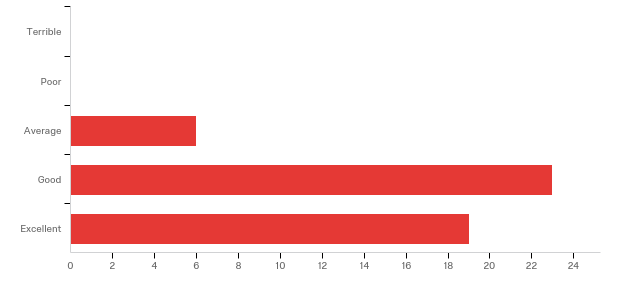 Terrible
Poor
Average
Good
Excellent
0 2 4 6 8 10 12 14 16 18 20 22 24